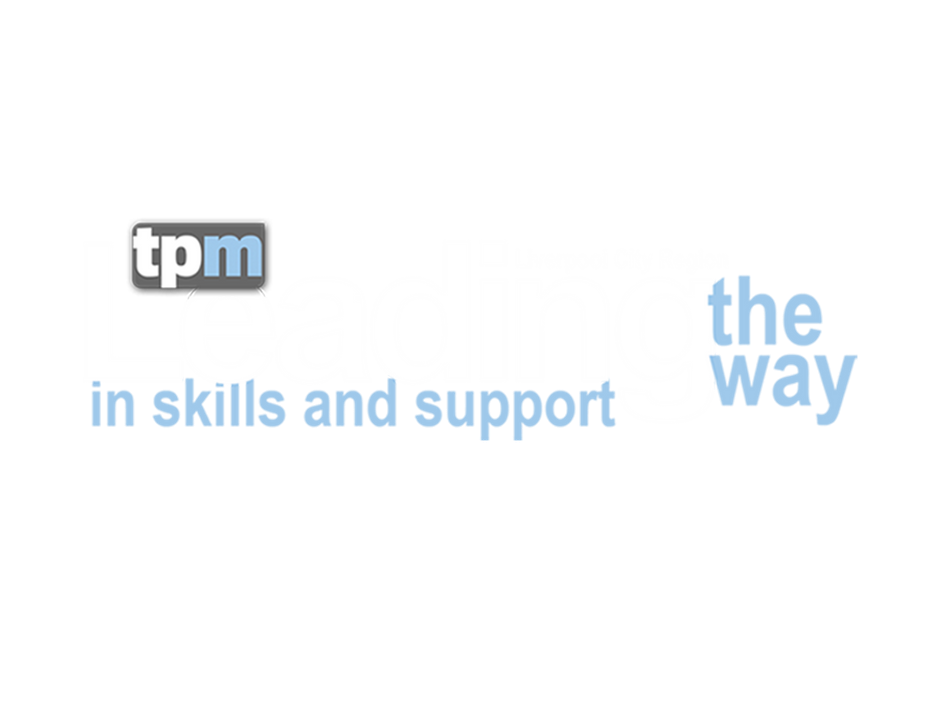 tpm
the
way
in skills and support